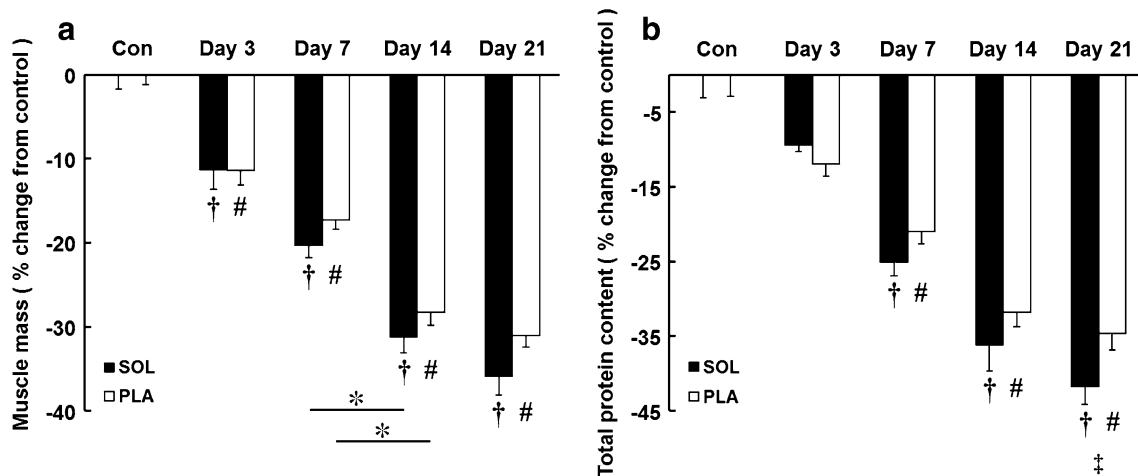 a
Con Day 3 Day 7 Day 14 Day 21
Muscle mass ( % change from control )
0
-10
-20
-30
-40
† #
† #
† #
† #
SOL
PLA
*
*
b
Con Day 3 Day 7 Day 14 Day 21
Total protein content ( % change from control )
-5
-15
-25
-35
-45
† #
† #
† #
‡
SOL
PLA